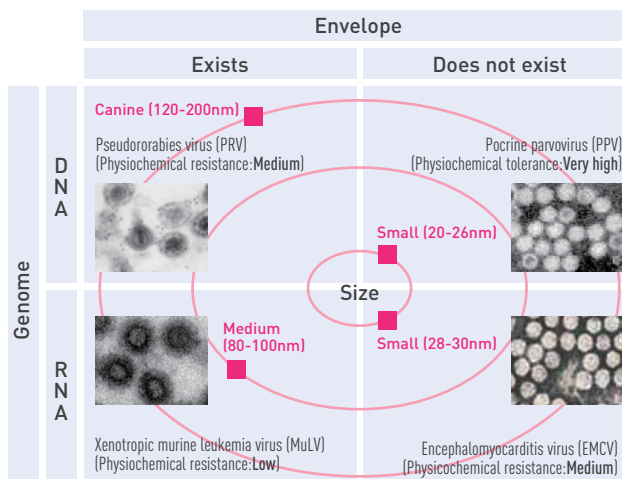 Envelope
Exists
Does not exist
Genome
DNA
Canine (120-200nm)
Pseudororabies virus (PRV)
(Physiochemical resistance:Medium)
Pocrine parvovirus (PPV)
(Physiochemical tolerance:Very high)
Small (20-26nm)
Size
RNA
Medium
(80-100nm)
Small (28-30nm)
Xenotropic murine leukemia virus (MuLV)
(Physiochemical resistance:Low)
Encephalomyocarditis virus (EMCV)
(Physicochemical resistance:Medium)